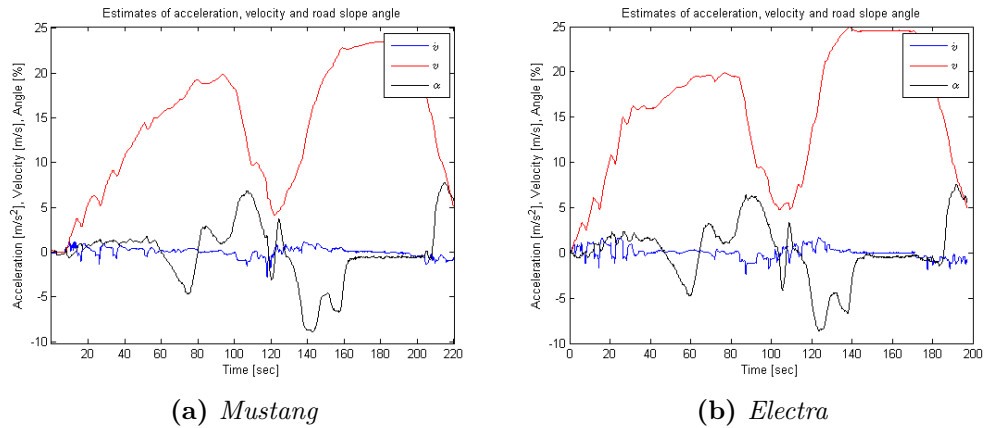 Estimates of acceleration, velocity and road slope angle
Acceleration [m/s²], Velocity [m/s], Angle [%]
25
20
15
10
5
0
-5
-10
20 40 60 80 100 120 140 160 180 200 220
Time [sec]
v̇
v
α
(a) Mustang
Estimates of acceleration, velocity and road slope angle
Acceleration [m/s²], Velocity [m/s], Angle [%]
25
20
15
10
5
0
-5
-10
0 20 40 60 80 100 120 140 160 180 200
Time [sec]
v̇
v
α
(b) Electra